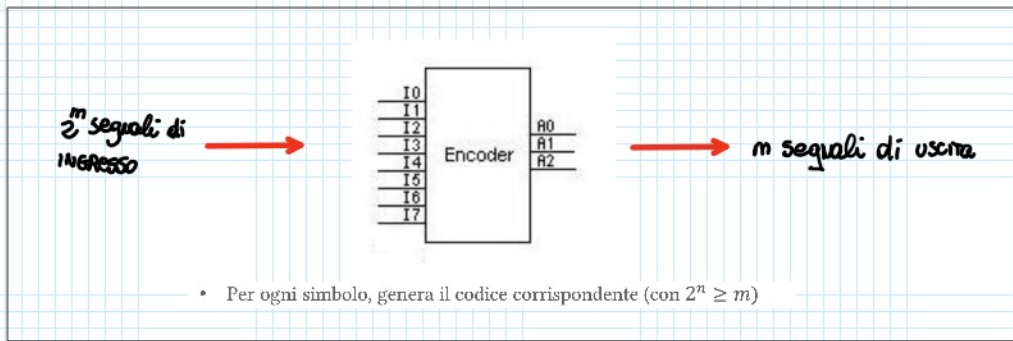 2^m segnali di
INGRESSO
I0
I1
I2
I3
I4
I5
I6
I7
Encoder
A0
A1
A2
m segnali di uscita
• Per ogni simbolo, genera il codice corrispondente (con 2^n ≥ m)